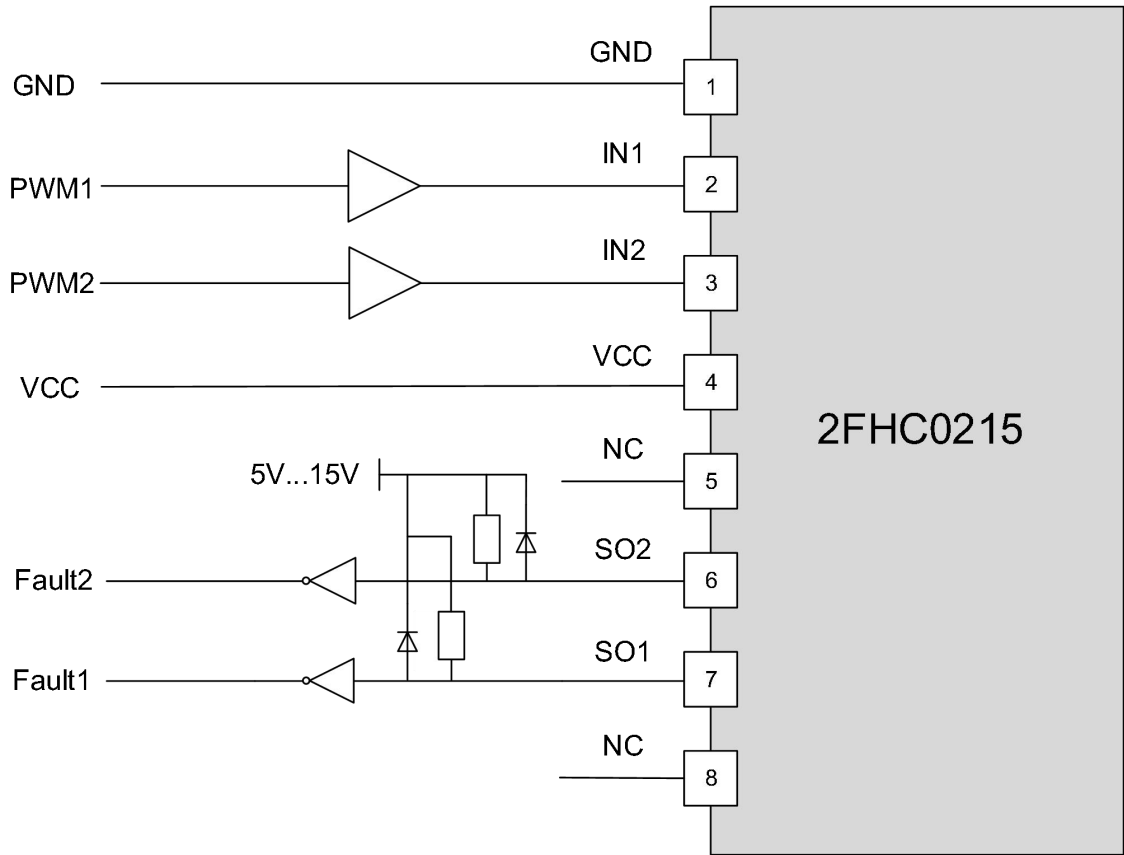 GND
GND
1
PWM1
IN1
2
PWM2
IN2
3
VCC
VCC
4
2FHC0215
NC
5
5V...15V
Fault2
SO2
6
Fault1
SO1
7
NC
8